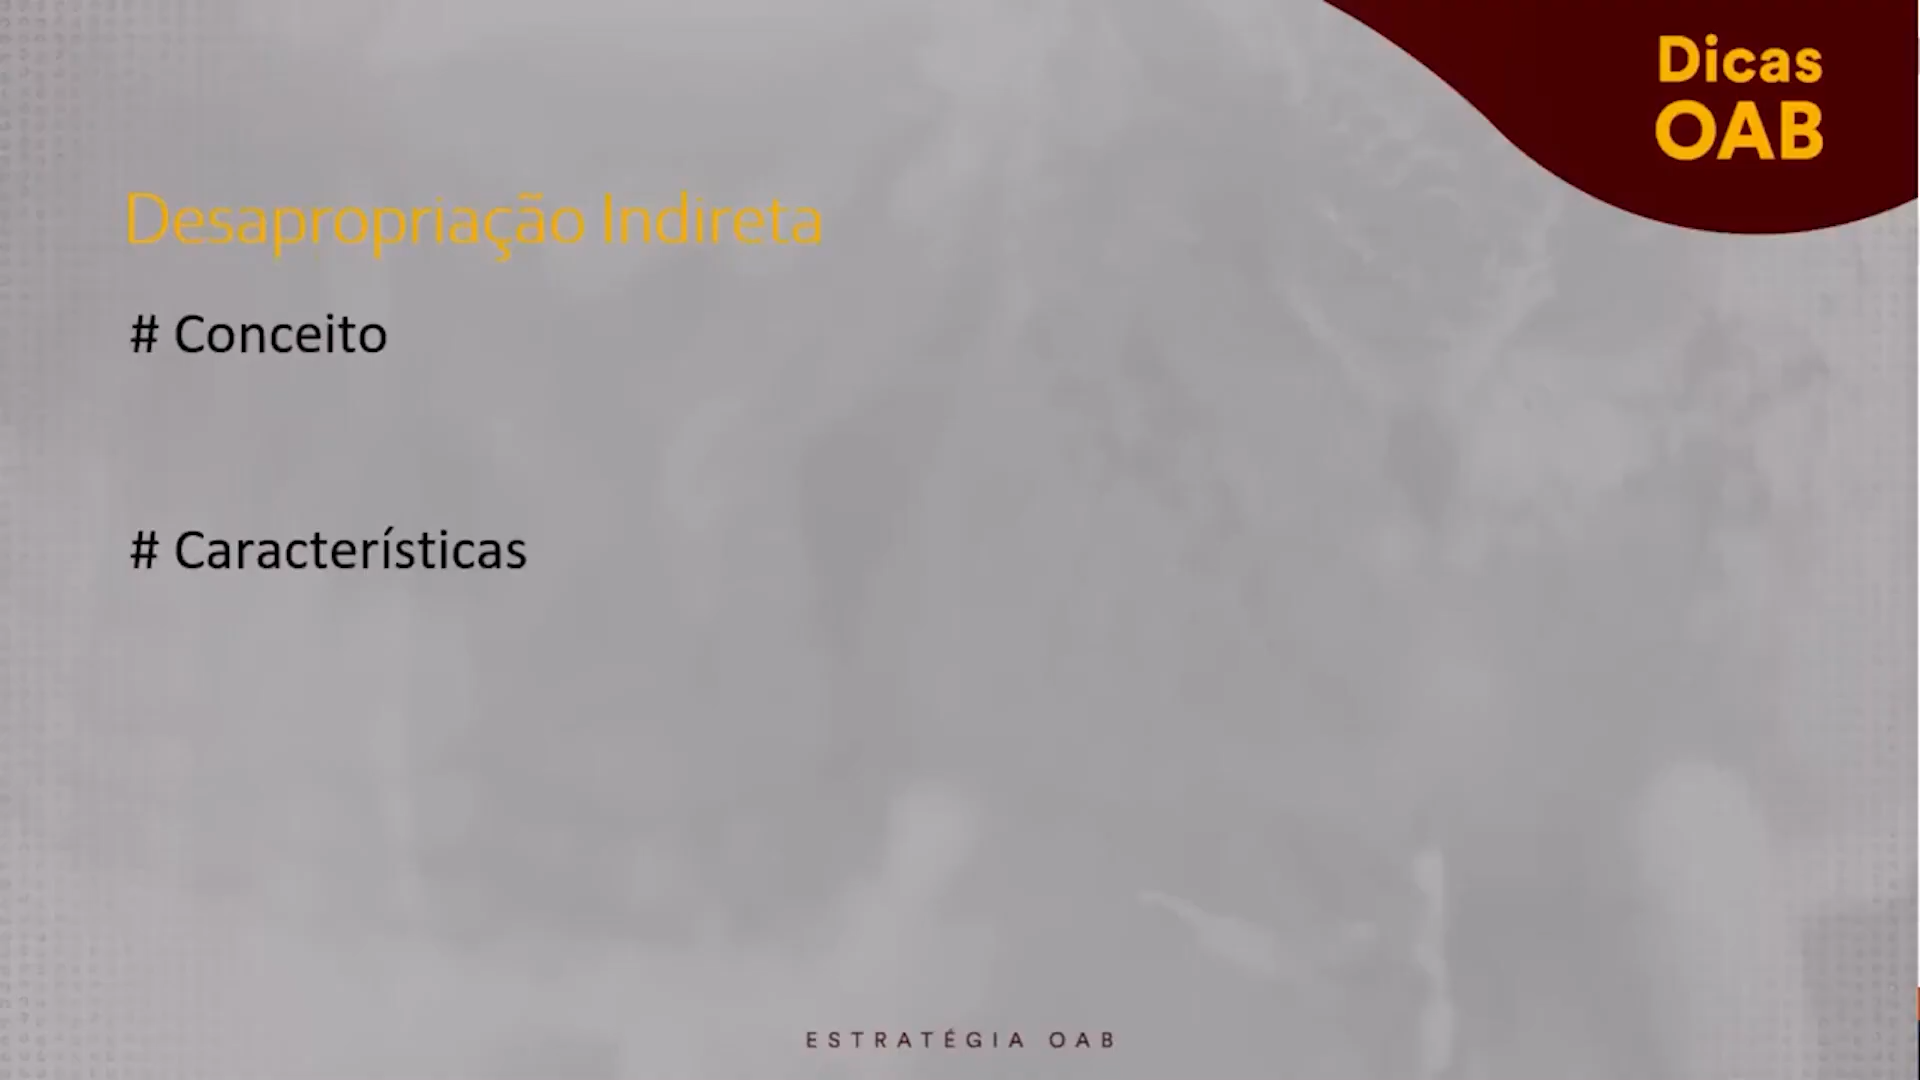 Dicas
OAB
Desapropriação Indireta
# Conceito
# Características
ESTRATÉGIA OAB